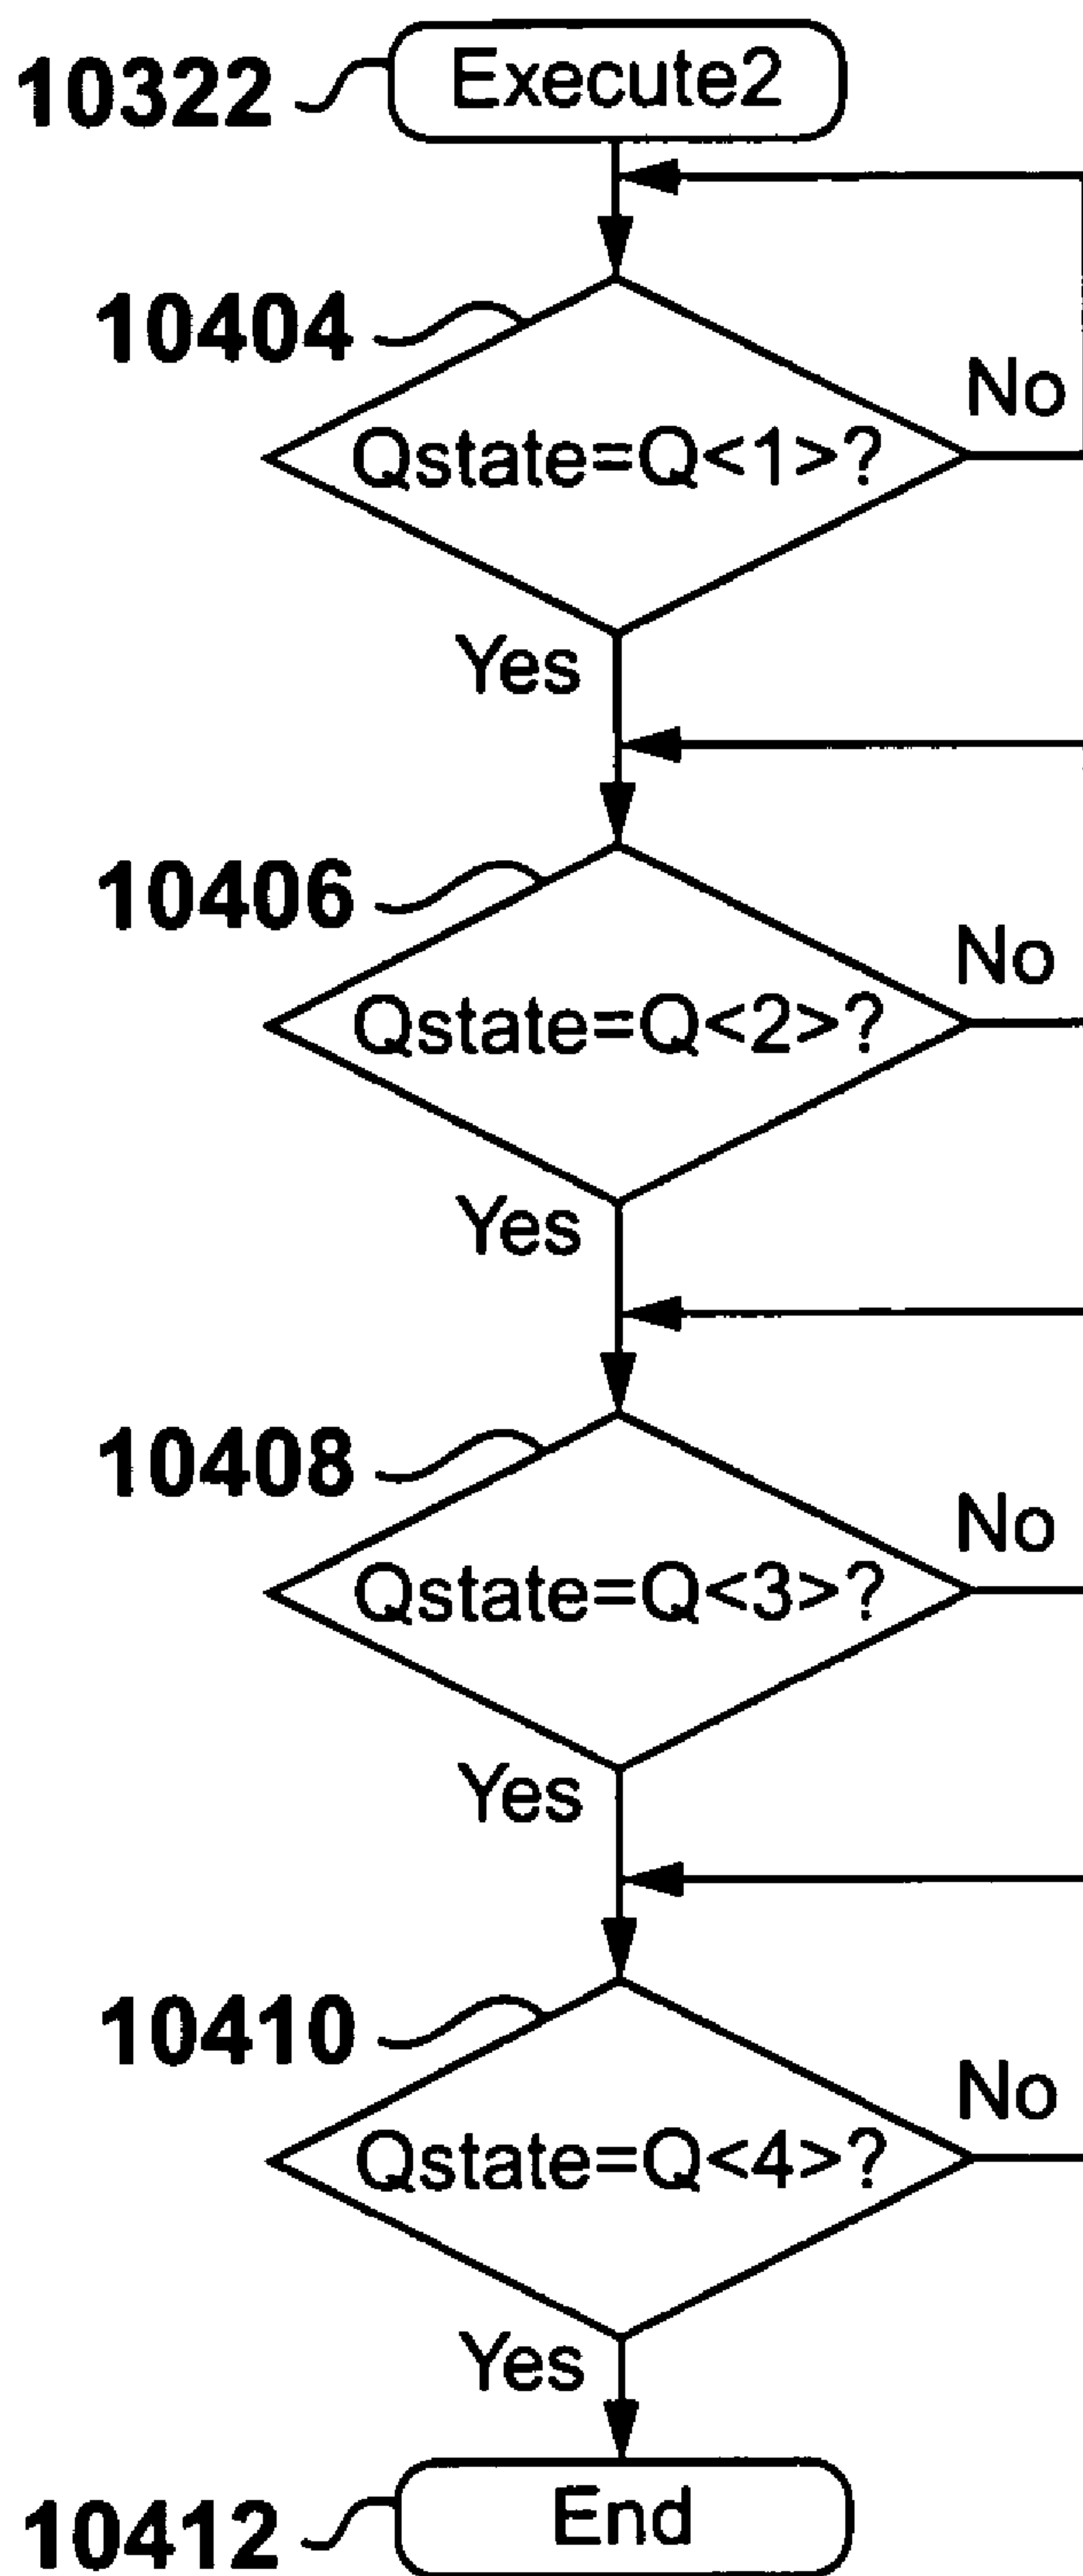 10322 Execute2
10404
No
Qstate=Q<1>?
Yes
10406
No
Qstate=Q<2>?
Yes
10408
No
Qstate=Q<3>?
Yes
10410
No
Qstate=Q<4>?
Yes
10412 End